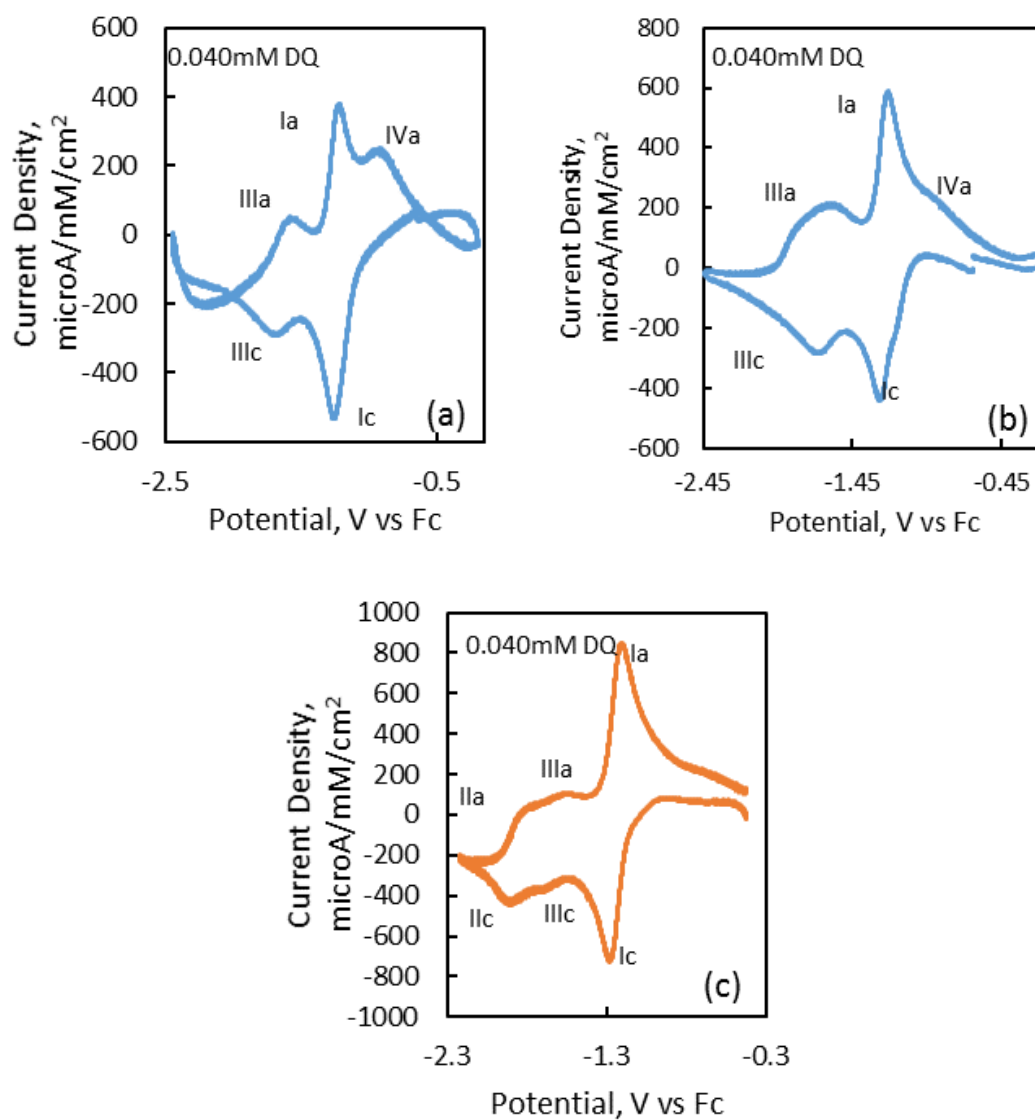 600
400
200
0
-200
-400
-600
Current Density,
microA/mM/cm²
0.040mM DQ
Ia
IVa
IIIa
IIIc
Ic
(a)
-2.5
-0.5
Potential, V vs Fc
800
600
400
200
0
-200
-400
-600
Current Density,
microA/mM/cm²
0.040mM DQ
Ia
IIIa
IVa
IIIc
Ic
(b)
-2.45
-1.45
-0.45
Potential, V vs Fc
1000
800
600
400
200
0
-200
-400
-600
-800
-1000
Current Density,
microA/mM/cm²
0.040mM DQ
Ia
IIIa
IIa
IIc
IIIc
Ic
(c)
-2.3
-1.3
-0.3
Potential, V vs Fc